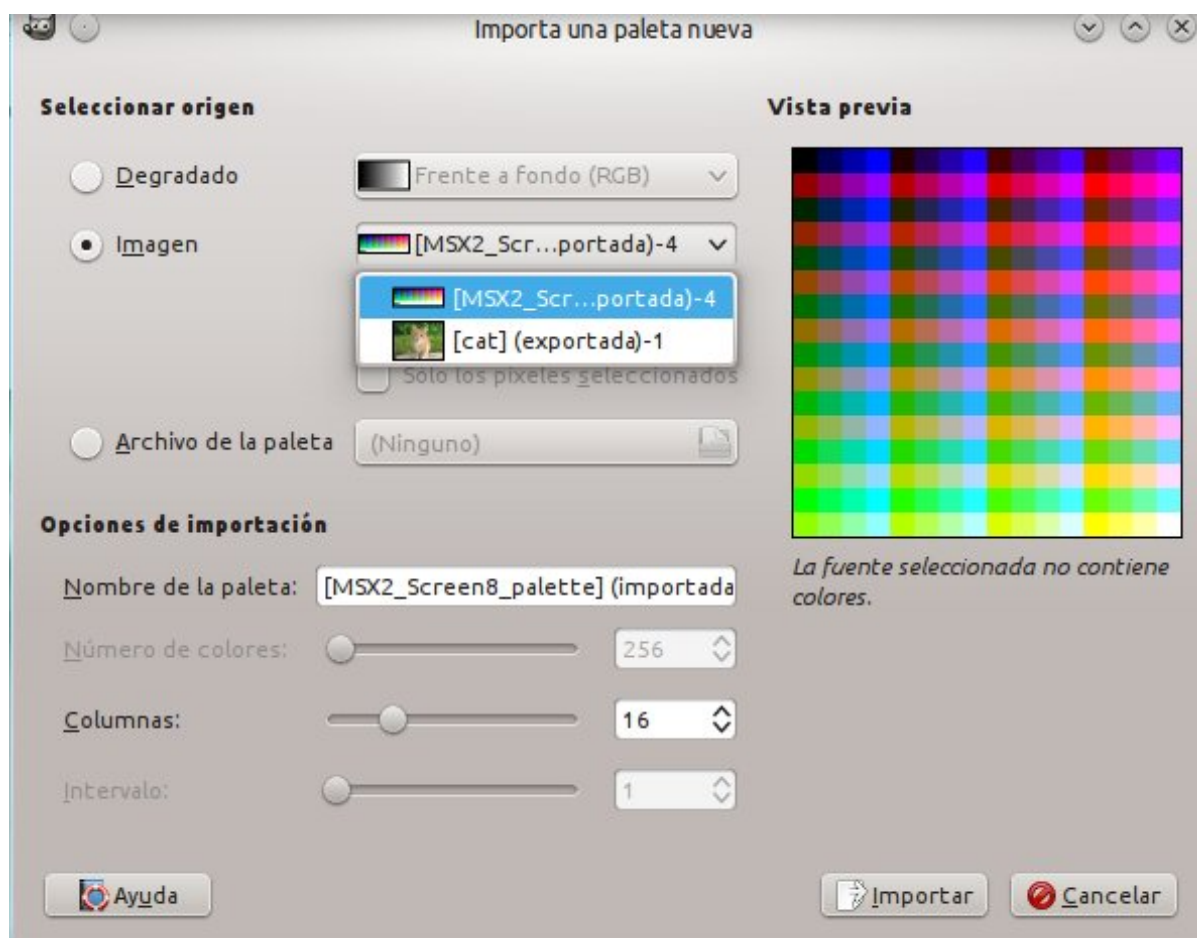 Importa una paleta nueva
Seleccionar origen
Vista previa
Degradado
Frente a fondo (RGB)
Imagen
[MSX2_Scr...portada)-4
[MSX2_Scr...portada)-4
[cat] (exportada)-1
Sólo los píxeles seleccionados
Archivo de la paleta
(Ninguno)
Opciones de importación
La fuente seleccionada no contiene
colores.
Nombre de la paleta:
[MSX2_Screen8_palette] (importada
Número de colores:
256
Columnas:
16
Intervalo:
1
Ayuda
Importar
Cancelar